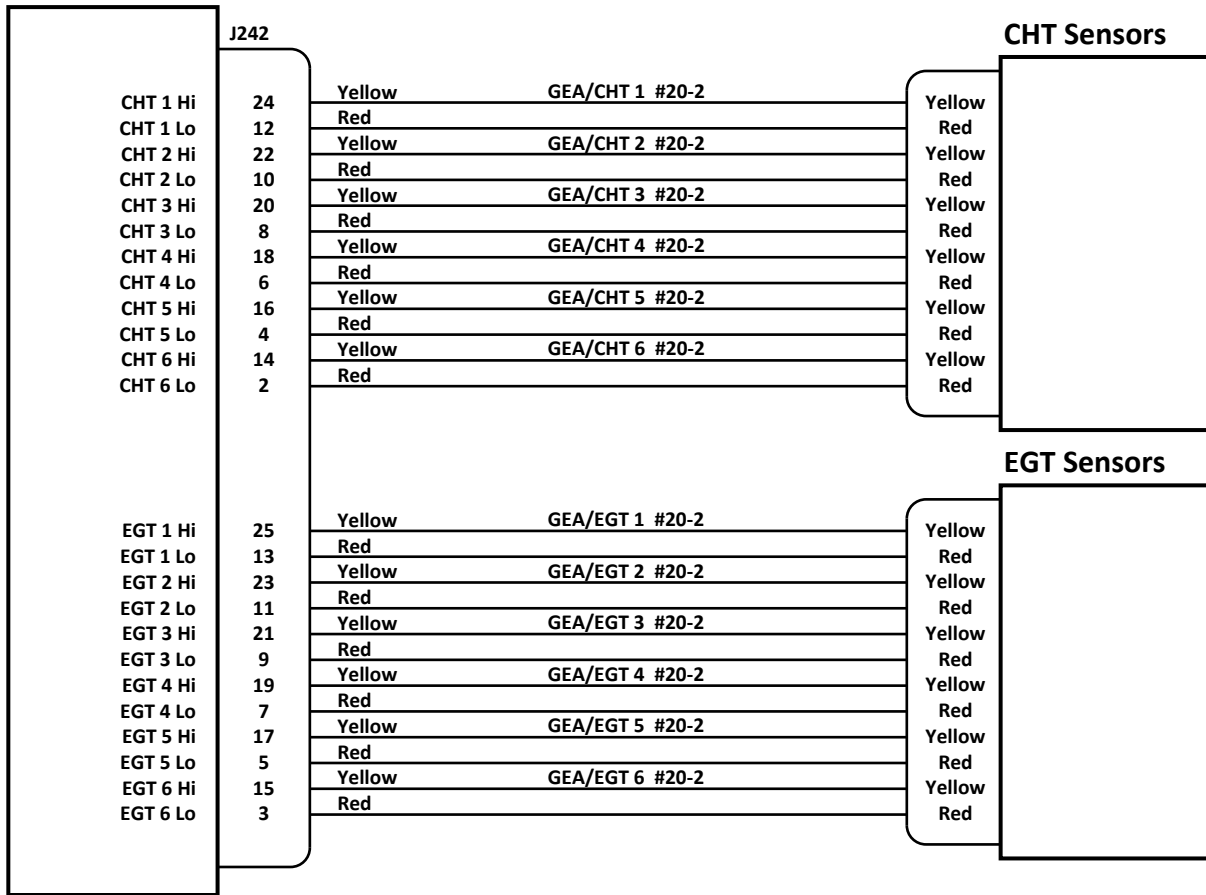 J242
CHT Sensors
Yellow GEA/CHT 1 #20-2
CHT 1 Hi 24 Yellow
Red
CHT 1 Lo 12 Red
Yellow GEA/CHT 2 #20-2
CHT 2 Hi 22 Yellow
Red
CHT 2 Lo 10 Red
Yellow GEA/CHT 3 #20-2
CHT 3 Hi 20 Yellow
Red
CHT 3 Lo 8 Red
Yellow GEA/CHT 4 #20-2
CHT 4 Hi 18 Yellow
Red
CHT 4 Lo 6 Red
Yellow GEA/CHT 5 #20-2
CHT 5 Hi 16 Yellow
Red
CHT 5 Lo 4 Red
Yellow GEA/CHT 6 #20-2
CHT 6 Hi 14 Yellow
Red
CHT 6 Lo 2 Red
EGT Sensors
Yellow GEA/EGT 1 #20-2
EGT 1 Hi 25 Yellow
Red
EGT 1 Lo 13 Red
Yellow GEA/EGT 2 #20-2
EGT 2 Hi 23 Yellow
Red
EGT 2 Lo 11 Red
Yellow GEA/EGT 3 #20-2
EGT 3 Hi 21 Yellow
Red
EGT 3 Lo 9 Red
Yellow GEA/EGT 4 #20-2
EGT 4 Hi 19 Yellow
Red
EGT 4 Lo 7 Red
Yellow GEA/EGT 5 #20-2
EGT 5 Hi 17 Yellow
Red
EGT 5 Lo 5 Red
Yellow GEA/EGT 6 #20-2
EGT 6 Hi 15 Yellow
Red
EGT 6 Lo 3 Red